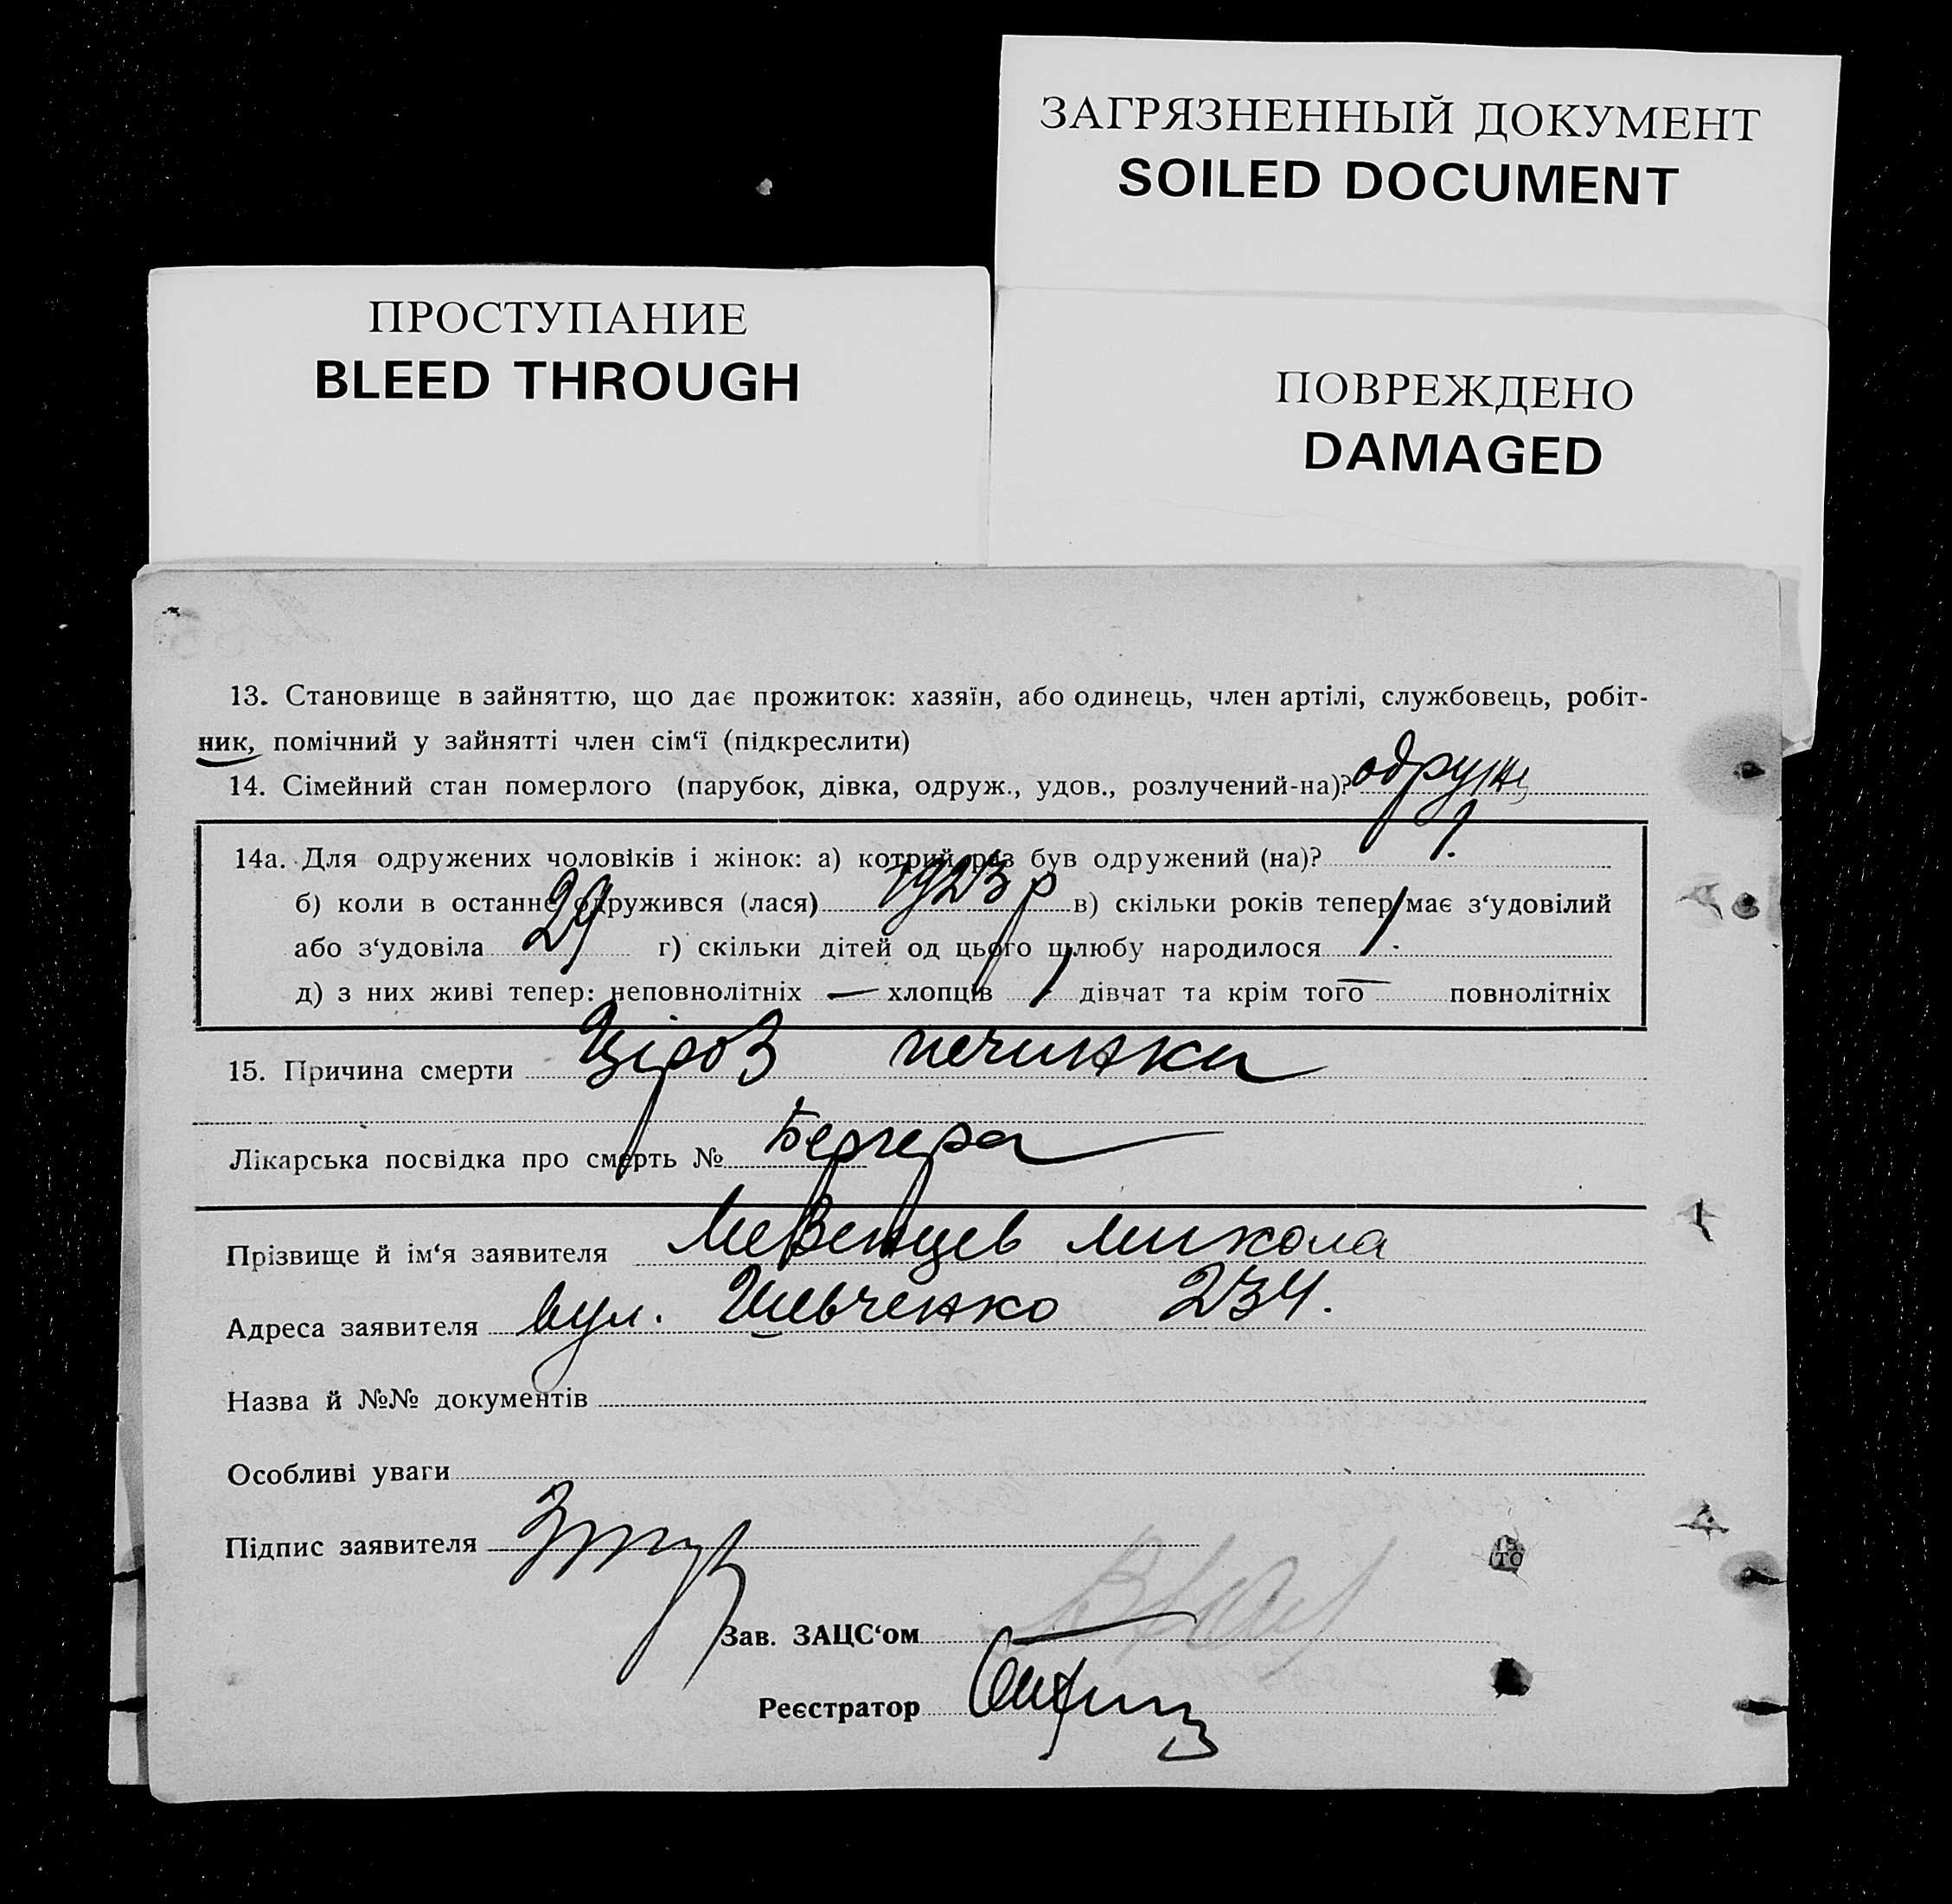 ЗАГРЯЗНЕННЫЙ ДОКУМЕНТ
SOILED DOCUMENT
ПРОСТУПАНИЕ
BLEED THROUGH
ПОВРЕЖДЕНО
DAMAGED
13. Становище в зайняттю, що дає прожиток: хазяїн, або одинець, член артілі, службовець, робіт-
ник, помічний у зайнятті член сім‘ї (підкреслити)
14. Сімейний стан померлого (парубок, дівка, одруж., удов., розлучений-на)? одруж
14а. Для одружених чоловіків і жінок: а) котрий раз був одружений (на)? 1.
б) коли в останнє одружився (лася) 1923 р в) скільки років тепер має з‘удовілий
або з‘удовіла 29 г) скільки дітей од цього шлюбу народилося 1.
д) з них живі тепер: неповнолітніх — хлопців 1 дівчат та крім того — повнолітніх
15. Причина смерти Ціроз печинки
Лікарська посвідка про смерть № Бергера
Прізвище й ім‘я заявителя Микола
Адреса заявителя вул. Шевченко 234.
Назва й №№ документів
Особливі уваги
Підпис заявителя
Зав. ЗАЦС‘ом
Реєстратор